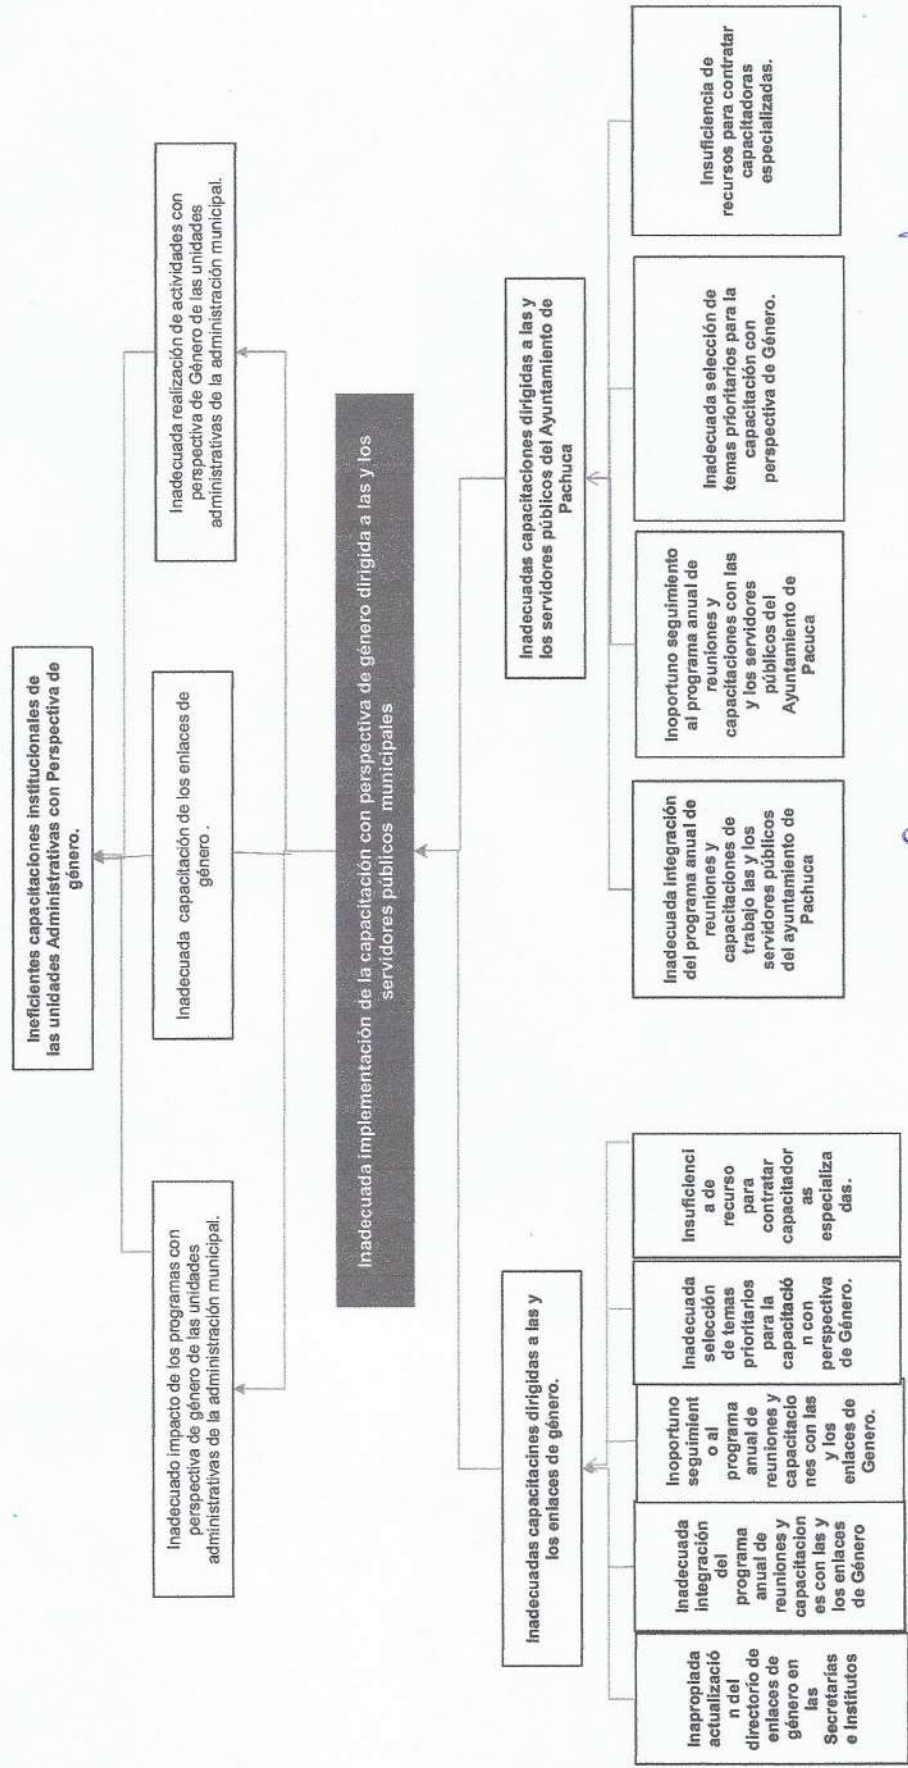 Ineficientes capacitaciones institucionales de
las unidades Administrativas con Perspectiva de
género.
Inadecuado impacto de los programas con
perspectiva de género de las unidades
administrativas de la administración municipal.
Inadecuada capacitación de los enlaces de
género .
Inadecuada realización de actividades con
perspectiva de Género de las unidades
administrativas de la administración municipal.
Inadecuada implementación de la capacitación con perspectiva de género dirigida a las y los
servidores públicos municipales
Inadecuadas capacitacines dirigidas a las y
los enlaces de género.
Inadecuadas capacitaciones dirigidas a las y
los servidores públicos del Ayuntamiento de
Pachuca
Inapropiada
actualizació
n del
directorio de
enlaces de
género en
las
Secretarías
e Institutos
Inadecuada
integración
del
programa
anual de
reuniones y
capacitacion
es con las y
los enlaces
de Género
Inoportuno
seguimient
o al
programa
anual de
reuniones y
capacitacio
nes con las
y los
enlaces de
Genero.
Inadecuada
selección
de temas
prioritarios
para la
capacitació
n con
perspectiva
de Género.
Insuficienci
a de
recurso
para
contratar
capacitador
as
especializa
das.
Inadecuada integración
del programa anual de
reuniones y
capacitaciones de
trabajo las y los
servidores públicos
del ayuntamiento de
Pachuca
Inoportuno seguimiento
al programa anual de
reuniones y
capacitaciones con las
y los servidores
públicos del
Ayuntamiento de
Pacuca
Inadecuada selección de
temas prioritarios para la
capacitación con
perspectiva de Género.
Insuficiencia de
recursos para contratar
capacitadoras
especializadas.